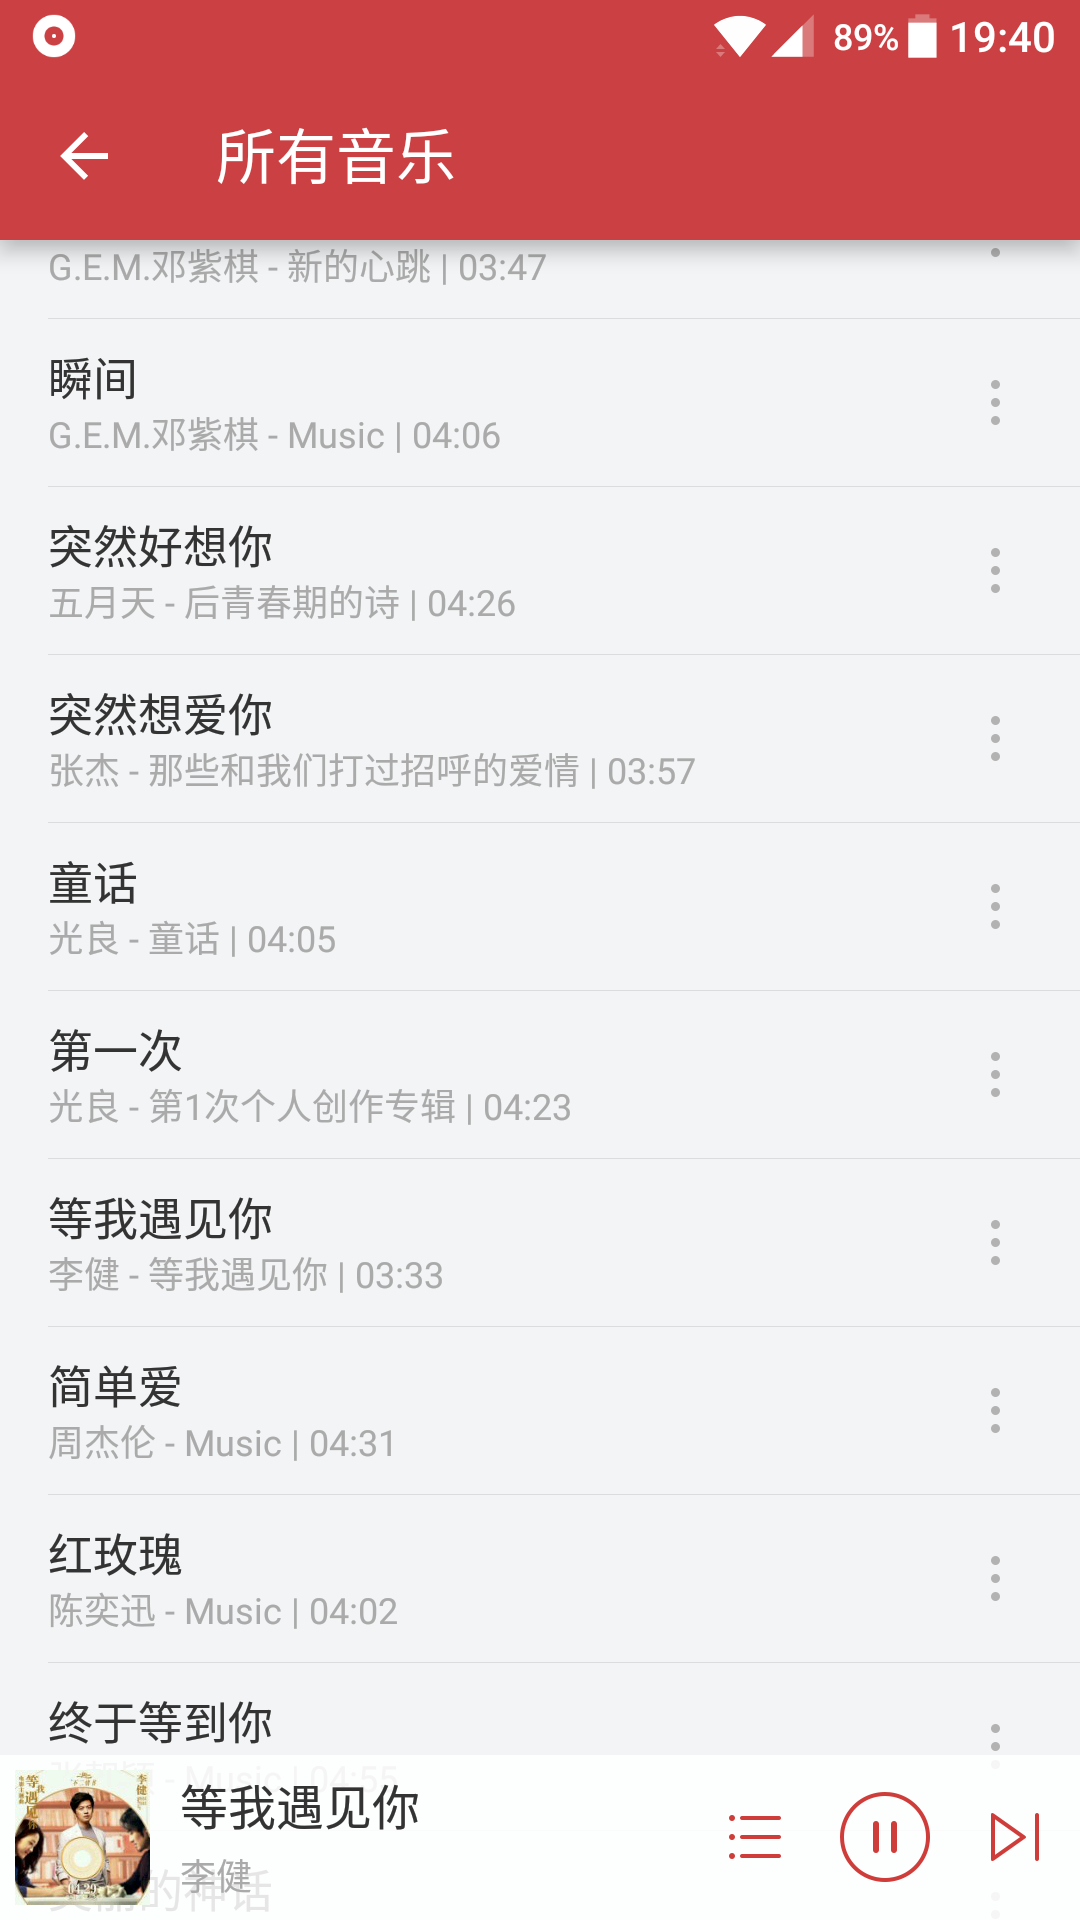 89% 19:40
所有音乐
G.E.M.邓紫棋 - 新的心跳 | 03:47
瞬间
G.E.M.邓紫棋 - Music | 04:06
突然好想你
五月天 - 后青春期的诗 | 04:26
突然想爱你
张杰 - 那些和我们打过招呼的爱情 | 03:57
童话
光良 - 童话 | 04:05
第一次
光良 - 第1次个人创作专辑 | 04:23
等我遇见你
李健 - 等我遇见你 | 03:33
简单爱
周杰伦 - Music | 04:31
红玫瑰
陈奕迅 - Music | 04:02
终于等到你
- Music | 04:55
等我遇见你
李健
的神话